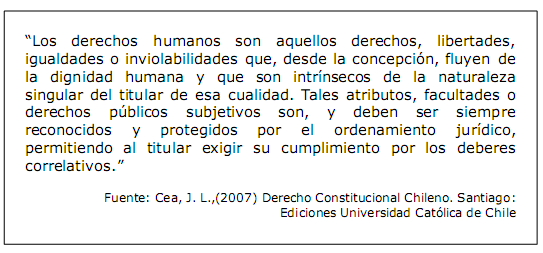 “Los derechos humanos son aquellos derechos, libertades,
igualdades o inviolabilidades que, desde la concepción, fluyen de
la dignidad humana y que son intrínsecos de la naturaleza
singular del titular de esa cualidad. Tales atributos, facultades o
derechos públicos subjetivos son, y deben ser siempre
reconocidos y protegidos por el ordenamiento jurídico,
permitiendo al titular exigir su cumplimiento por los deberes
correlativos.”
Fuente: Cea, J. L.,(2007) Derecho Constitucional Chileno. Santiago:
Ediciones Universidad Católica de Chile